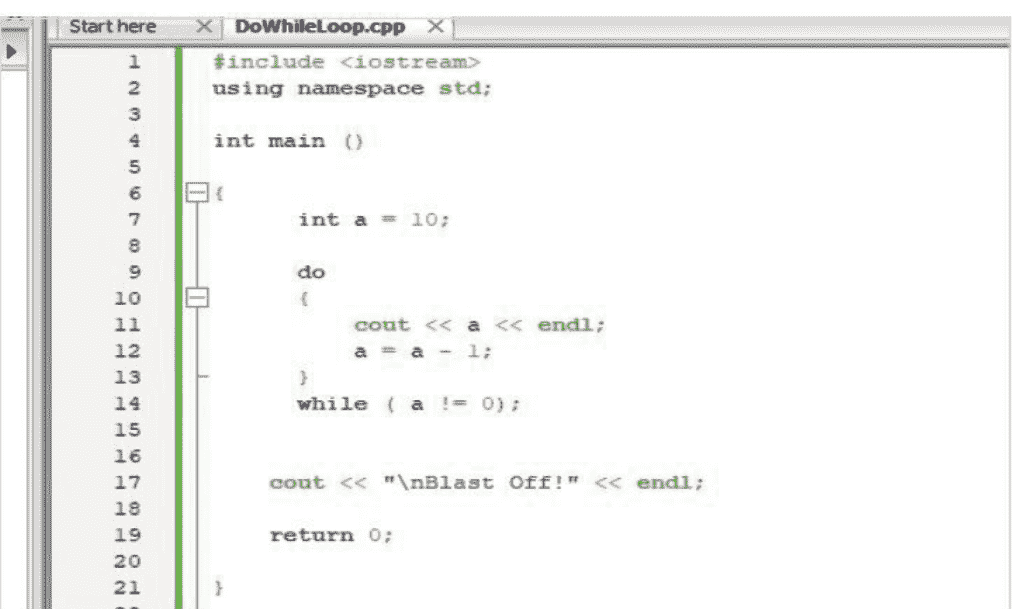 Start here DoWhileLoop.cpp
1 #include <iostream>
2 using namespace std;
3
4 int main ()
5
6 {
7 int a = 10;
8
9 do
10 {
11 cout << a << endl;
12 a = a - 1;
13 }
14 while ( a != 0);
15
16
17 cout << "\nBlast Off!" << endl;
18
19 return 0;
20
21 }